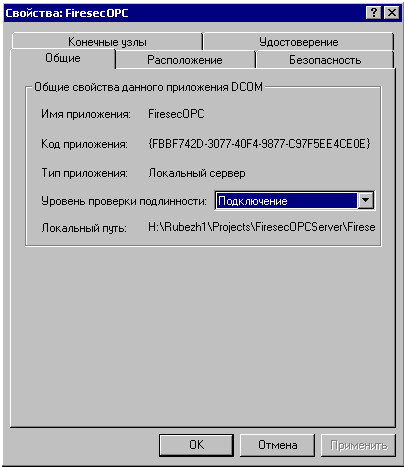 Свойства: FiresecOPC
Конечные узлы Удостоверение
Общие Расположение Безопасность
Общие свойства данного приложения DCOM
Имя приложения: FiresecOPC
Код приложения: {FBBF742D-3077-40F4-9877-C97F5EE4CE0E}
Тип приложения: Локальный сервер
Уровень проверки подлинности: Подключение
Локальный путь: H:\Rubezh1\Projects\FiresecOPCServer\Firese
OK Отмена Применить